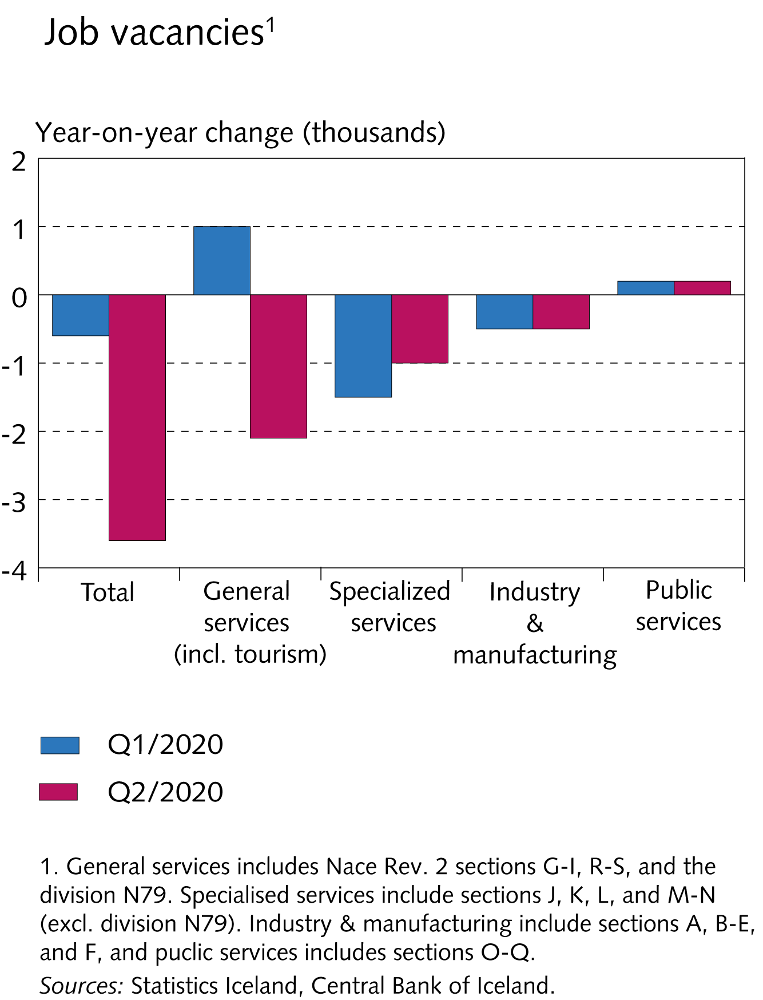 Job vacancies¹
Year-on-year change (thousands)
2
1
0
-1
-2
-3
-4
Total
General
services
(incl. tourism)
Specialized
services
Industry
&
manufacturing
Public
services
Q1/2020
Q2/2020
1. General services includes Nace Rev. 2 sections G-I, R-S, and the
division N79. Specialised services include sections J, K, L, and M-N
(excl. division N79). Industry & manufacturing include sections A, B-E,
and F, and puclic services includes sections O-Q.
Sources: Statistics Iceland, Central Bank of Iceland.